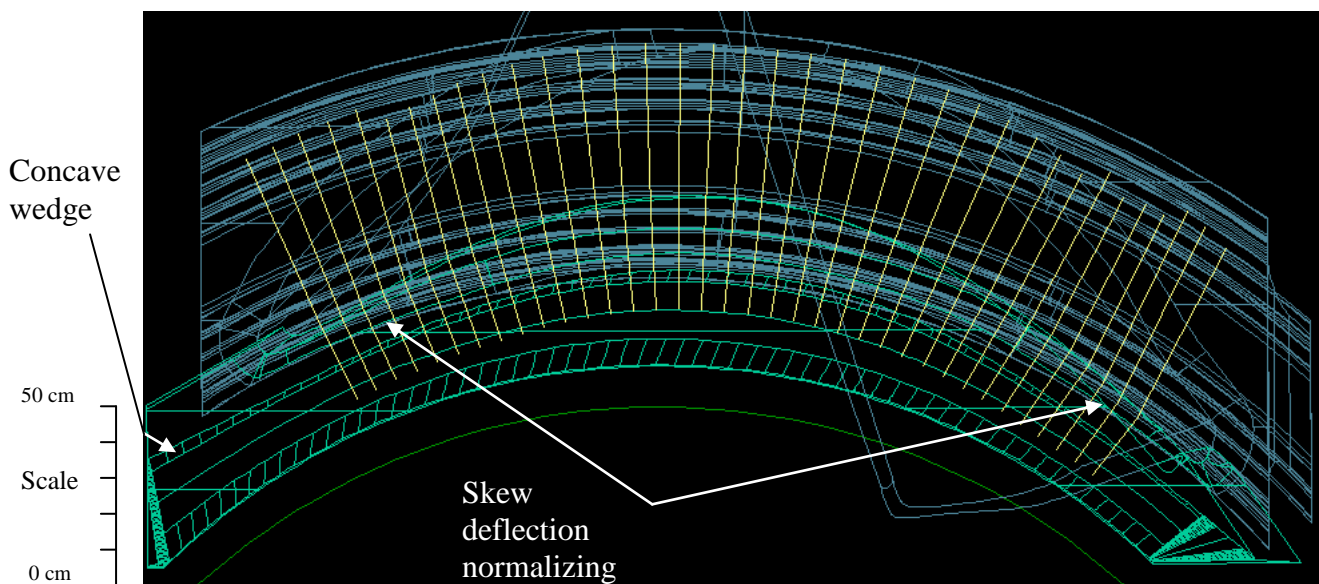 Concave
wedge
50 cm
Scale
0 cm
Skew
deflection
normalizing